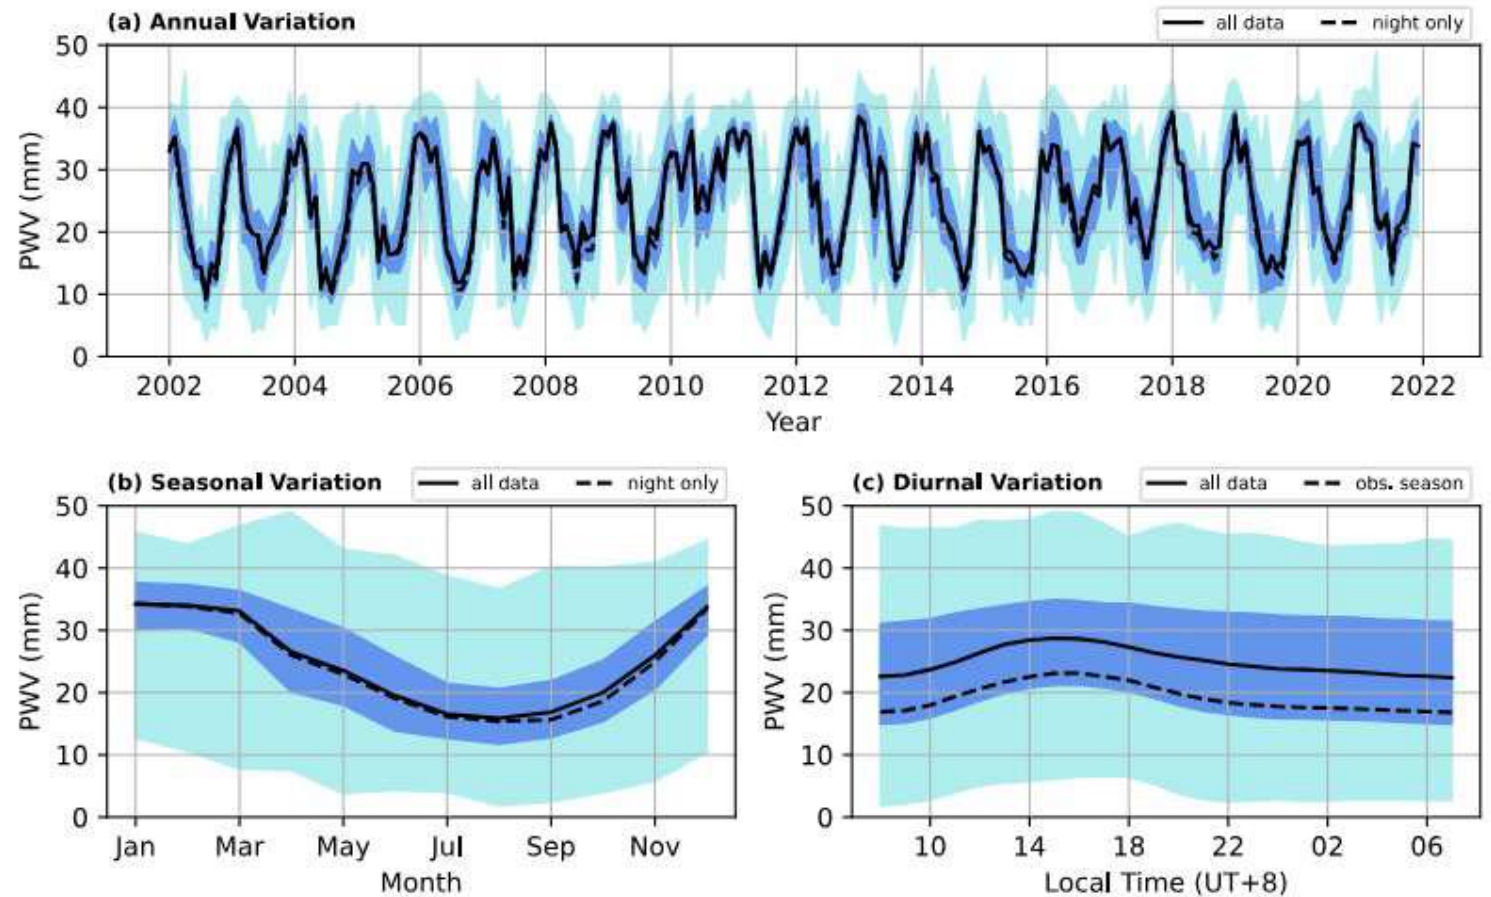 (a) Annual Variation
all data
night only
50
40
30
20
10
0
PWV (mm)
2002 2004 2006 2008 2010 2012 2014 2016 2018 2020 2022
Year
(b) Seasonal Variation
all data
night only
50
40
30
20
10
0
PWV (mm)
Jan Mar May Jul Sep Nov
Month
(c) Diurnal Variation
all data
obs. season
50
40
30
20
10
0
PWV (mm)
10 14 18 22 02 06
Local Time (UT+8)